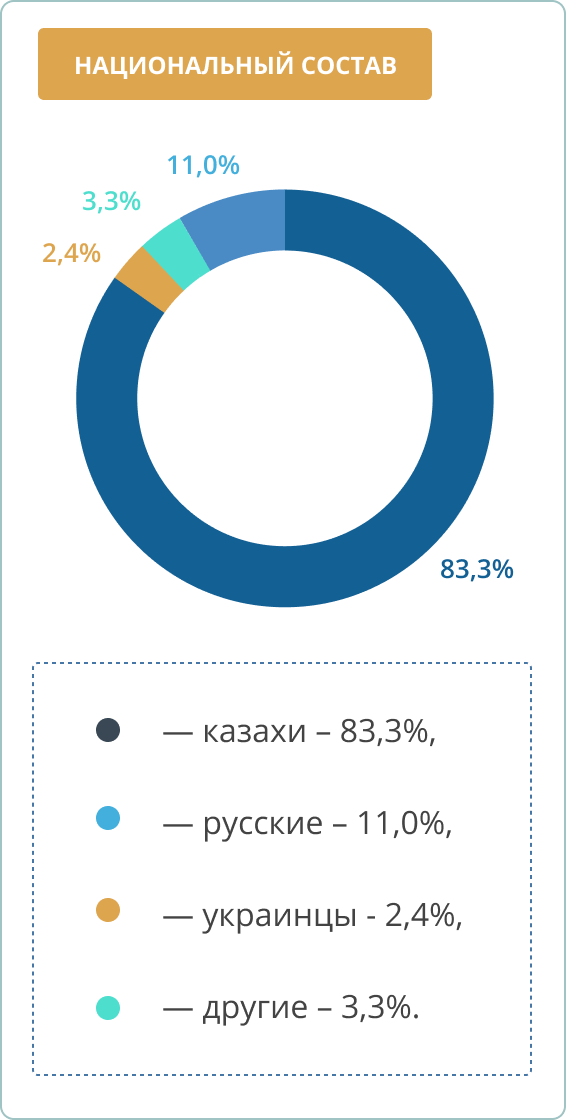 НАЦИОНАЛЬНЫЙ СОСТАВ
11,0%
3,3%
2,4%
83,3%
— казахи – 83,3%,
— русские – 11,0%,
— украинцы - 2,4%,
— другие – 3,3%.